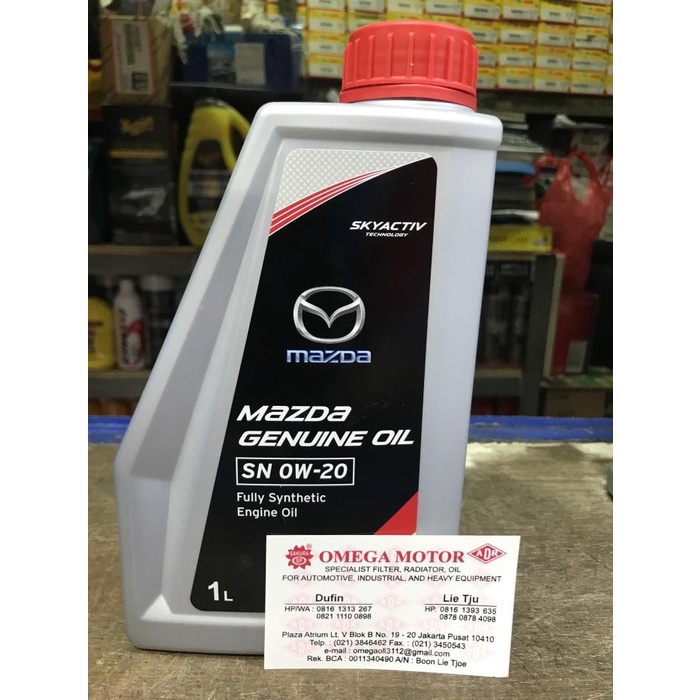 SKYACTIV
TECHNOLOGY
mazda
mazda
GENUINE OIL
SN 0W-20
Fully Synthetic
Engine Oil
1L
SAKURA
OMEGA MOTOR
ADR
SPECIALIST FILTER, RADIATOR, OIL
FOR AUTOMOTIVE, INDUSTRIAL, AND HEAVY EQUIPMENT
Dufin
HP/WA : 0816 1313 267
0821 1110 0898
Lie Tju
HP. 0816 1393 635
0878 0878 4098
Plaza Atrium Lt. V Blok B No. 19 - 20 Jakarta Pusat 10410
Telp. : (021) 3846462 Fax. : (021) 3450543
email : omegaofi3112@gmail.com
Rek. BCA : 0011340490 A/N : Boon Lie Tjoe